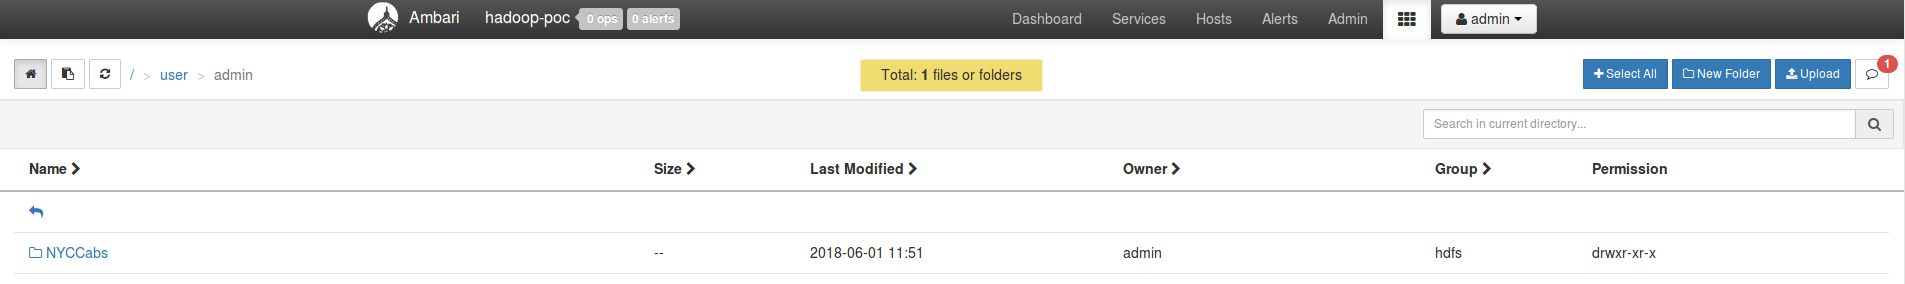 Ambari hadoop-poc 0 ops 0 alerts Dashboard Services Hosts Alerts Admin admin
/ > user > admin Total: 1 files or folders Select All New Folder Upload 1
Search in current directory...
Name Size Last Modified Owner Group Permission
NYCCabs -- 2018-06-01 11:51 admin hdfs drwxr-xr-x